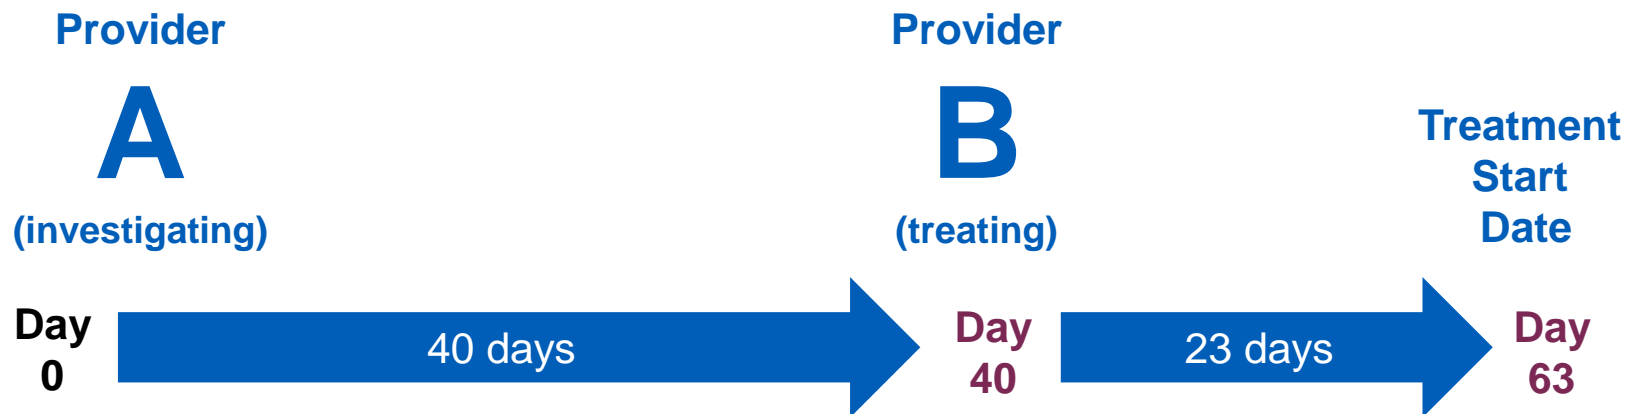 Provider
A
(investigating)
Provider
B
(treating)
Treatment
Start
Date
Day
0
40 days
Day
40
23 days
Day
63